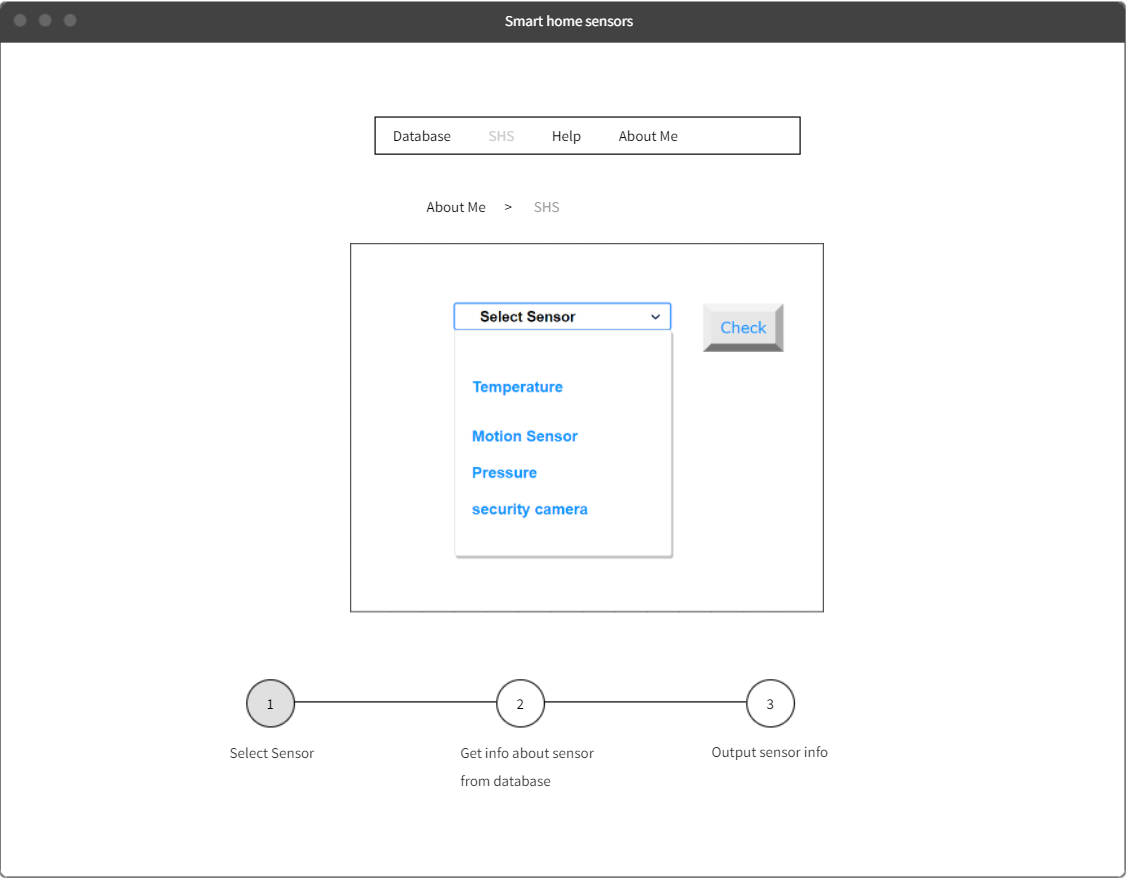 Smart home sensors
Database SHS Help About Me
About Me > SHS
Select Sensor
Check
Temperature
Motion Sensor
Pressure
security camera
1 2 3
Select Sensor
Get info about sensor
from database
Output sensor info